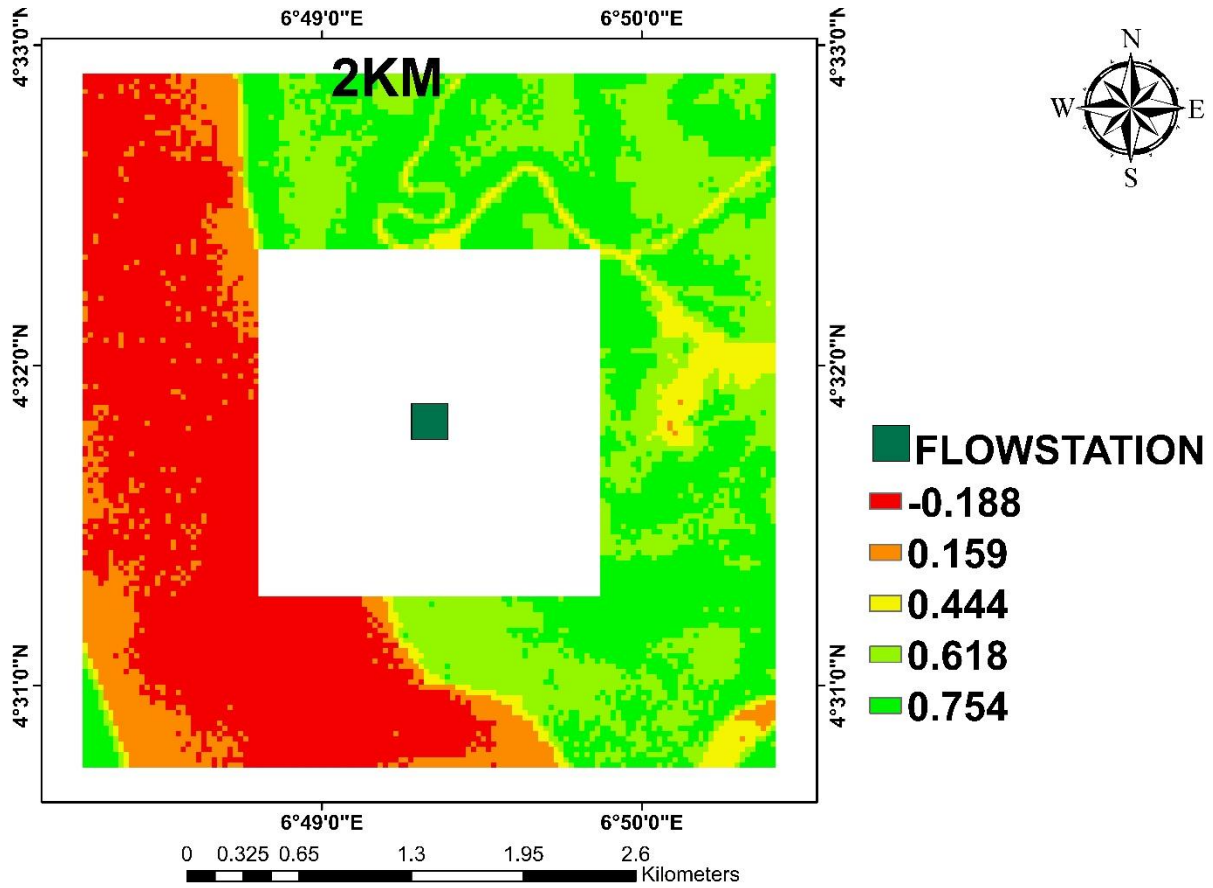 6°49'0"E 6°50'0"E
4°33'0"N 4°33'0"N
2KM
N
W E
S
4°32'0"N 4°32'0"N
FLOWSTATION
-0.188
0.159
0.444
0.618
0.754
4°31'0"N 4°31'0"N
6°49'0"E 6°50'0"E
0 0.325 0.65 1.3 1.95 2.6
Kilometers